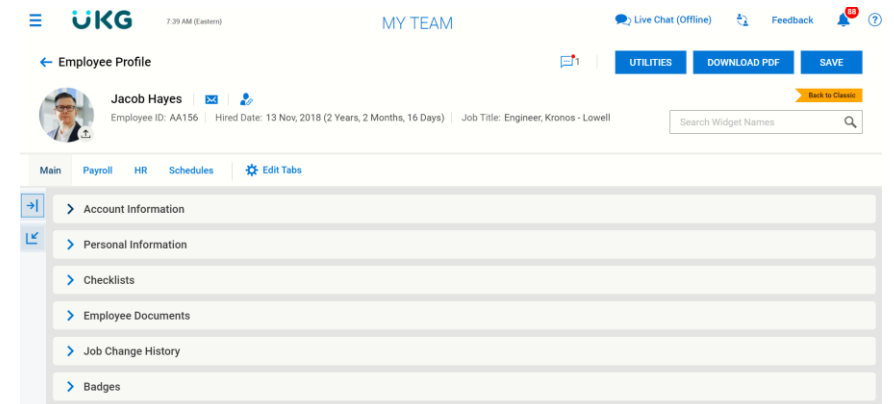 UKG 7:39 AM (Eastern) MY TEAM Live Chat (Offline) Feedback 88 ?
Employee Profile 1 UTILITIES DOWNLOAD PDF SAVE
Back to Classic
Jacob Hayes
Employee ID: AA156 Hired Date: 13 Nov, 2018 (2 Years, 2 Months, 16 Days) Job Title: Engineer, Kronos - Lowell
Search Widget Names
Main Payroll HR Schedules Edit Tabs
Account Information
Personal Information
Checklists
Employee Documents
Job Change History
Badges